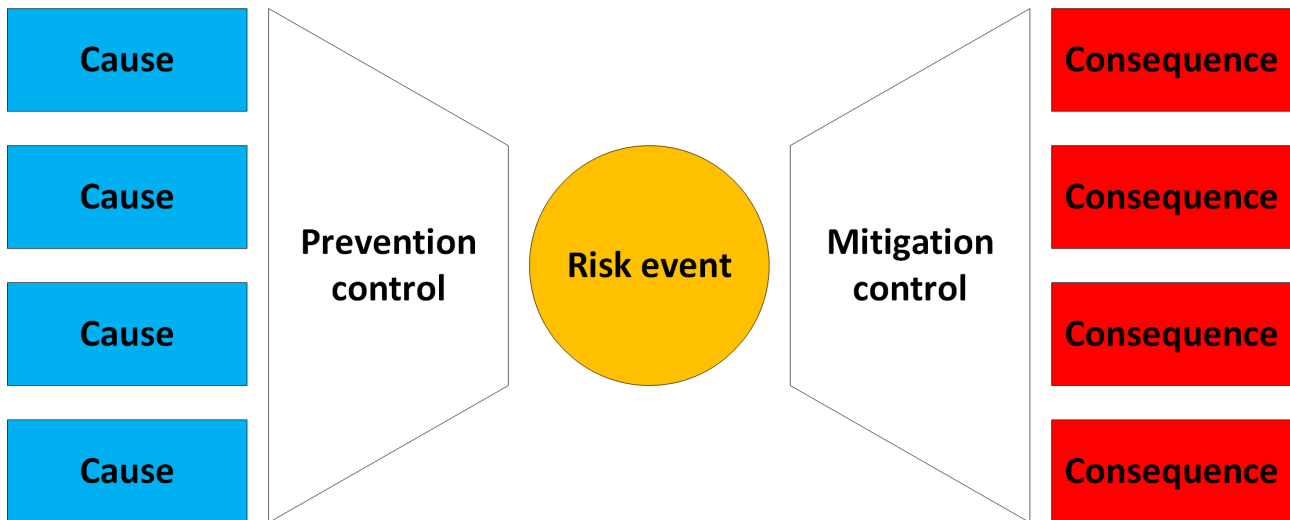 Cause
Cause
Cause
Cause
Prevention
control
Risk event
Mitigation
control
Consequence
Consequence
Consequence
Consequence